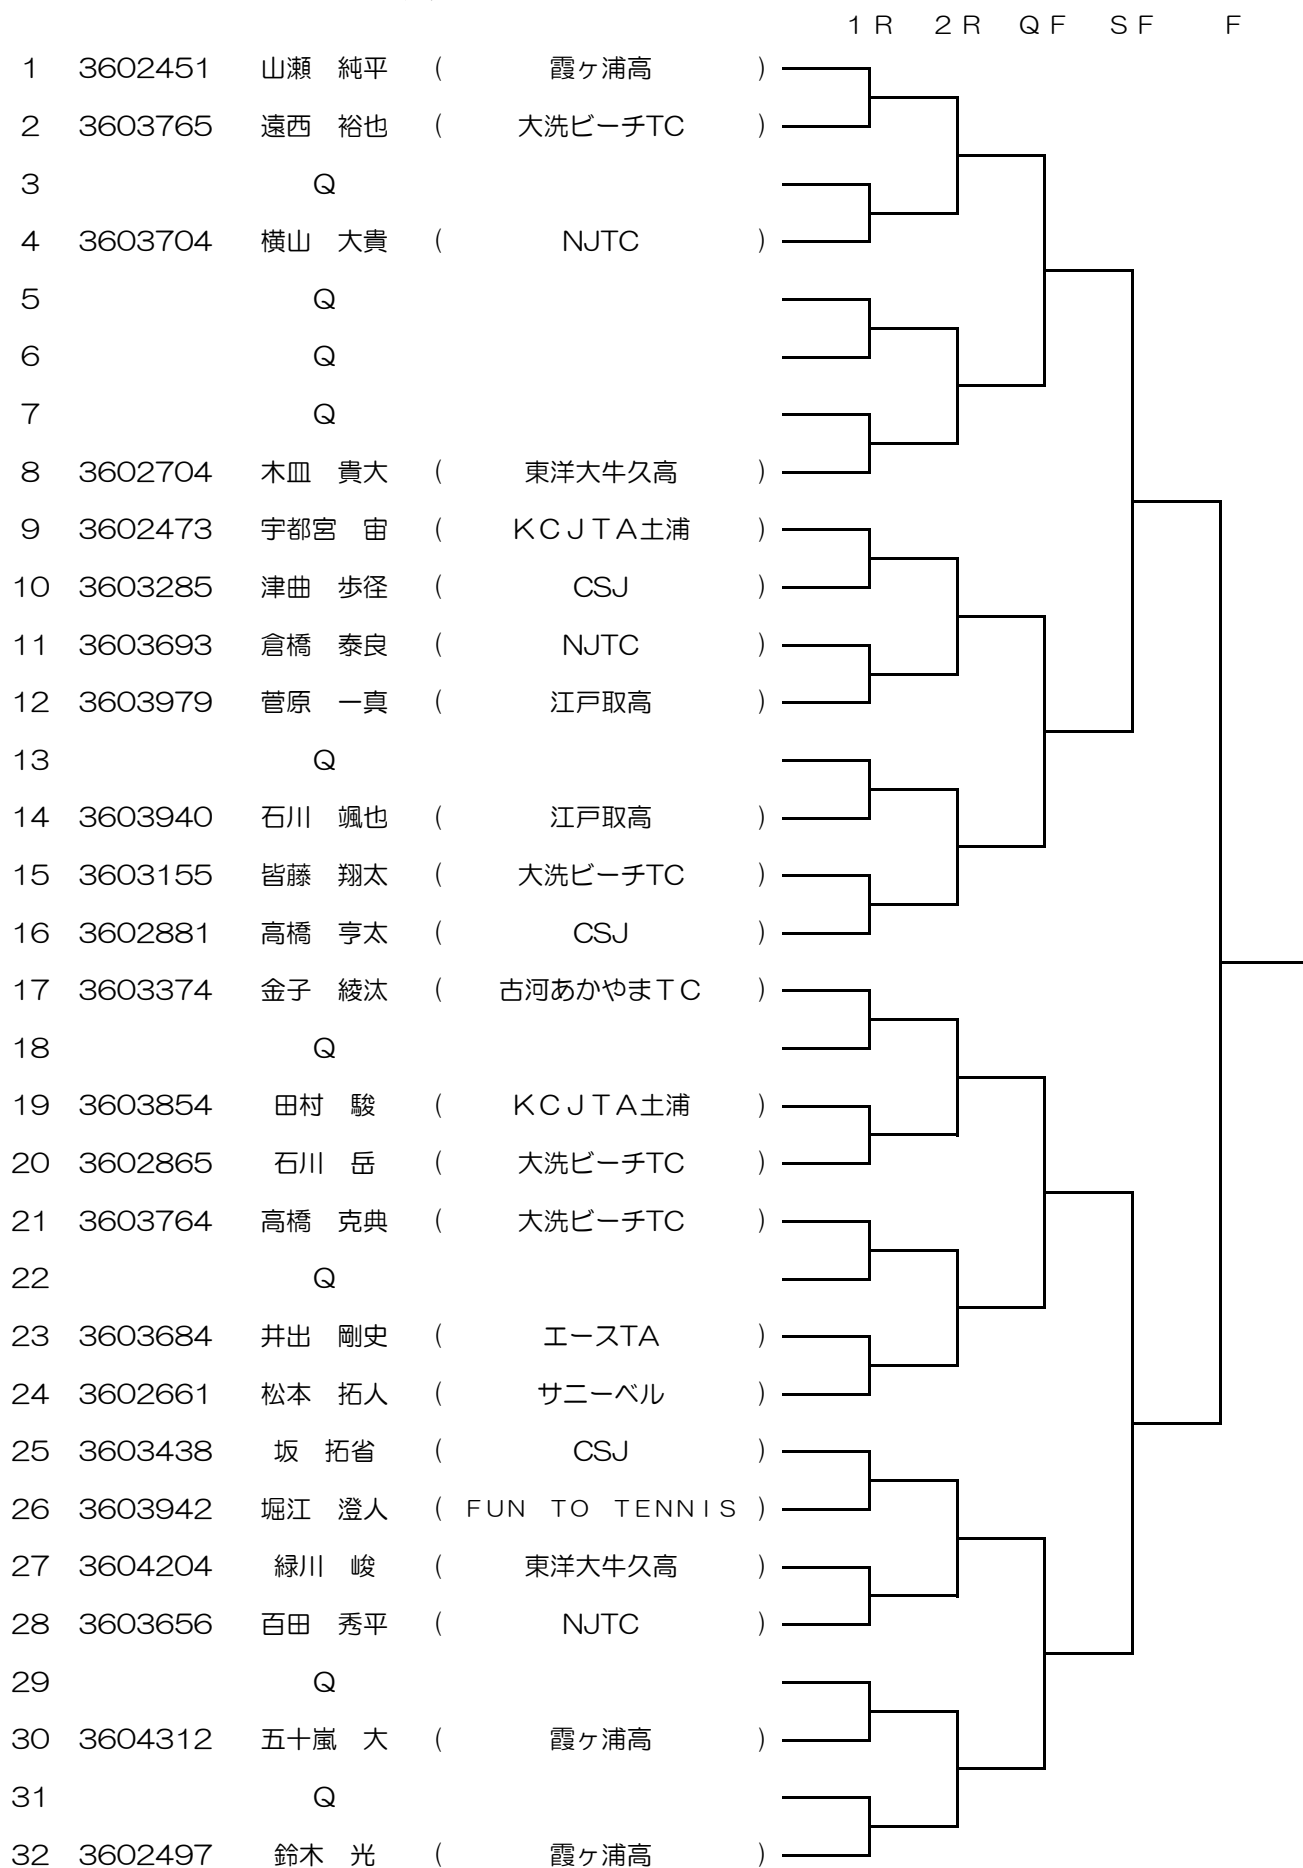 １Ｒ　２Ｒ　ＱＦ　ＳＦ　Ｆ
1 3602451 山瀬　純平 （ 霞ヶ浦高 ）
2 3603765 遠西　裕也 （ 大洗ビーチTC ）
3 Q
4 3603704 横山　大貴 （ NJTC ）
5 Q
6 Q
7 Q
8 3602704 木皿　貴大 （ 東洋大牛久高 ）
9 3602473 宇都宮　宙 （ ＫＣＪＴＡ土浦 ）
10 3603285 津曲　歩径 （ CSJ ）
11 3603693 倉橋　泰良 （ NJTC ）
12 3603979 菅原　一真 （ 江戸取高 ）
13 Q
14 3603940 石川　颯也 （ 江戸取高 ）
15 3603155 皆藤　翔太 （ 大洗ビーチTC ）
16 3602881 高橋　亨太 （ CSJ ）
17 3603374 金子　綾汰 （ 古河あかやまＴＣ ）
18 Q
19 3603854 田村　駿 （ ＫＣＪＴＡ土浦 ）
20 3602865 石川　岳 （ 大洗ビーチTC ）
21 3603764 高橋　克典 （ 大洗ビーチTC ）
22 Q
23 3603684 井出　剛史 （ エースTA ）
24 3602661 松本　拓人 （ サニーベル ）
25 3603438 坂　拓省 （ CSJ ）
26 3603942 堀江　澄人 （ ＦＵＮ　ＴＯ　ＴＥＮＮＩＳ ）
27 3604204 緑川　峻 （ 東洋大牛久高 ）
28 3603656 百田　秀平 （ NJTC ）
29 Q
30 3604312 五十嵐　大 （ 霞ヶ浦高 ）
31 Q
32 3602497 鈴木　光 （ 霞ヶ浦高 ）